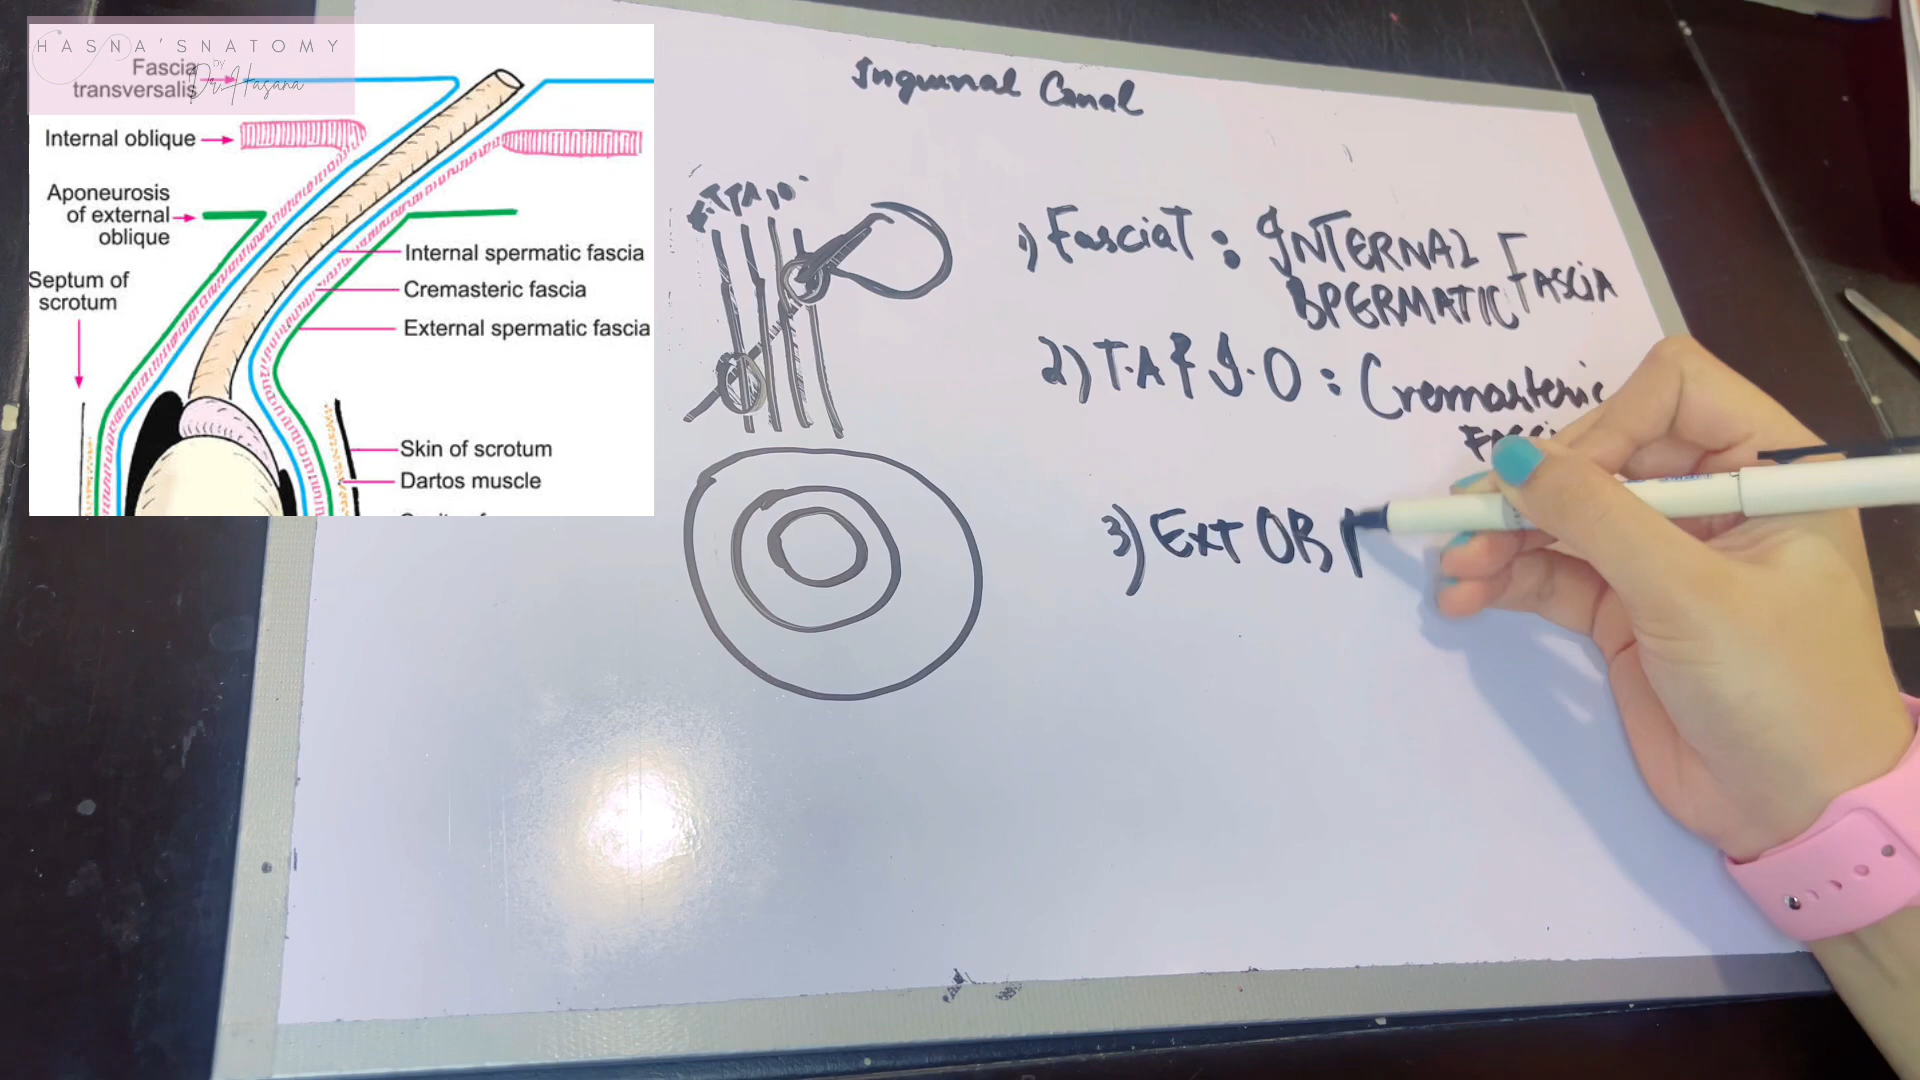 HASNA'SNATOMY
by
Dr.Hasana
Fascia
transversalis
Internal oblique
Aponeurosis
of external
oblique
Septum of
scrotum
Internal spermatic fascia
Cremasteric fascia
External spermatic fascia
Skin of scrotum
Dartos muscle
Inguinal Canal
1) Fascia T : INTERNAL
SPERMATIC FASCIA
2) T.A & I.O : Cremasteric
3) Ext OB